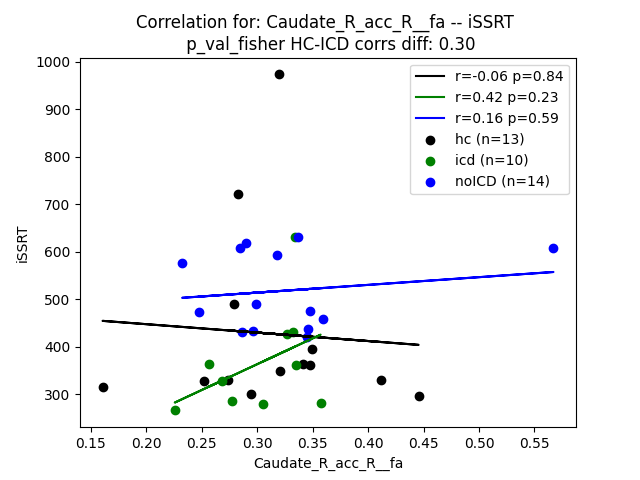 Correlation for: Caudate_R_acc_R__fa -- iSSRT
p_val_fisher HC-ICD corrs diff: 0.30
1000
900
800
700
600
500
400
300
iSSRT
r=-0.06 p=0.84
r=0.42 p=0.23
r=0.16 p=0.59
hc (n=13)
icd (n=10)
noICD (n=14)
0.15 0.20 0.25 0.30 0.35 0.40 0.45 0.50 0.55
Caudate_R_acc_R__fa